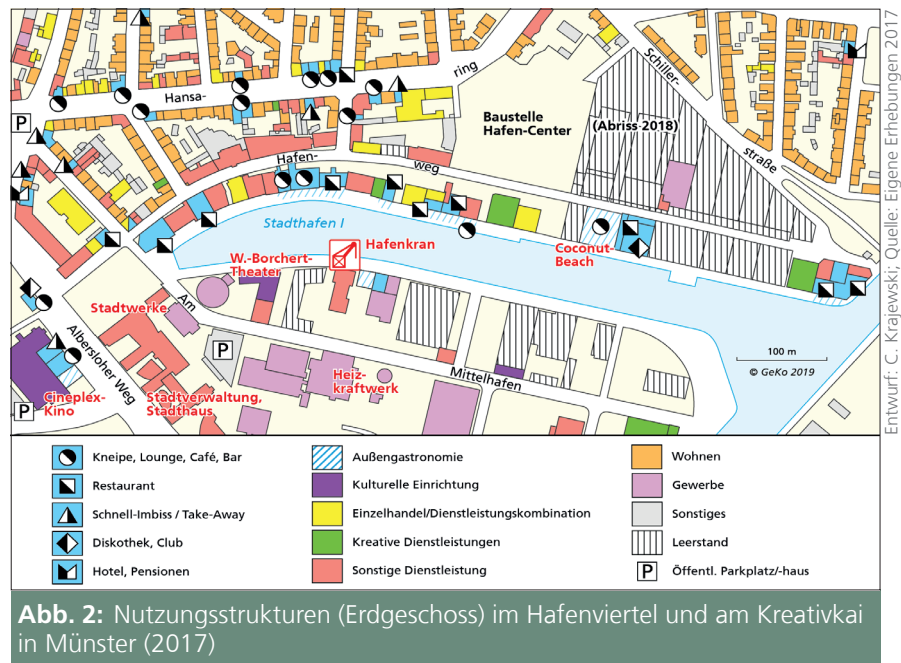 Hansa-
ring
Schiller-
straße
Baustelle
Hafen-Center
(Abriss 2018)
P
Hafen-
weg
Stadthafen I
Hafenkran
W.-Borchert-
Theater
Coconut-
Beach
Stadtwerke
Am
Mittelhafen
Albersloher Weg
P
Heiz-
kraftwerk
Cineplex-
Kino
Stadtverwaltung,
Stadthaus
P
100 m
© GeKo 2019
Kneipe, Lounge, Café, Bar
Restaurant
Schnell-Imbiss / Take-Away
Diskothek, Club
Hotel, Pensionen
Außengastronomie
Kulturelle Einrichtung
Einzelhandel/Dienstleistungskombination
Kreative Dienstleistungen
Sonstige Dienstleistung
Wohnen
Gewerbe
Sonstiges
Leerstand
P Öffentl. Parkplatz/-haus
Entwurf: C. Krajewski; Quelle: Eigene Erhebungen 2017
Abb. 2: Nutzungsstrukturen (Erdgeschoss) im Hafenviertel und am Kreativkai
in Münster (2017)